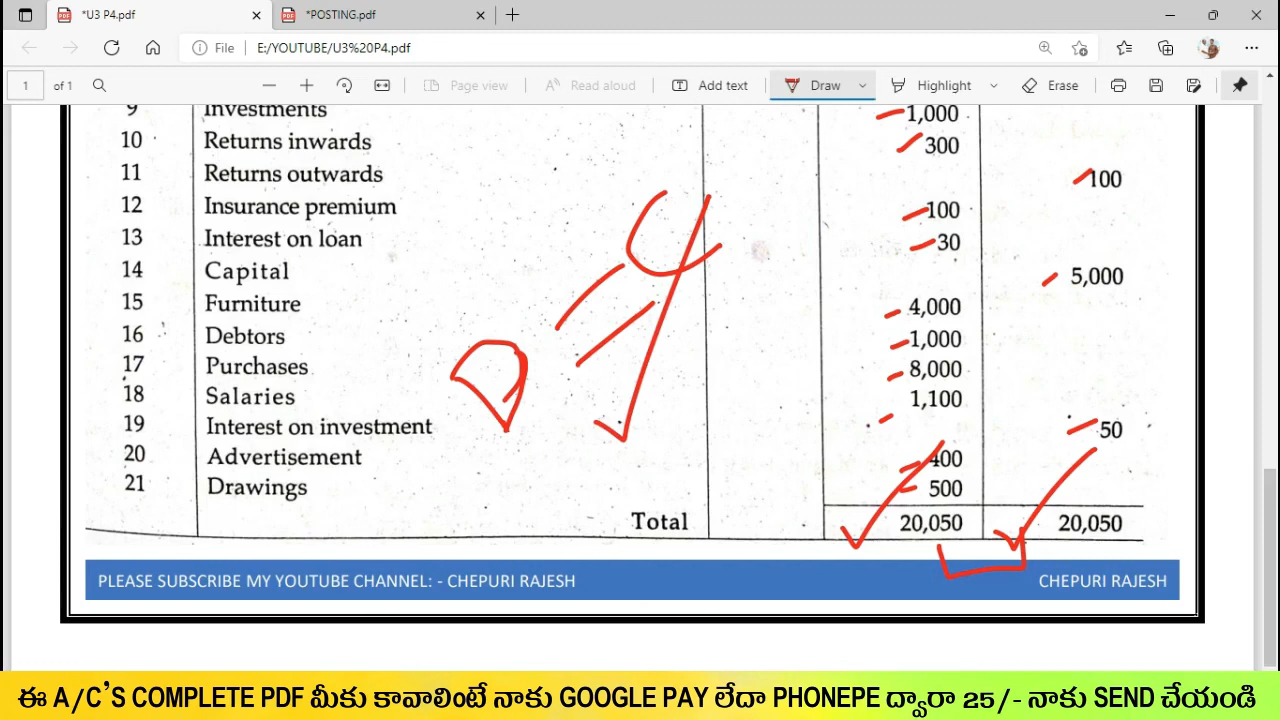 *U3 P4.pdf
*POSTING.pdf
File E:/YOUTUBE/U3%20P4.pdf
1 of 1 Page view Read aloud Add text Draw Highlight Erase
9 Investments 1,000
10 Returns inwards 300
11 Returns outwards 100
12 Insurance premium 100
13 Interest on loan 30
14 Capital 5,000
15 Furniture 4,000
16 Debtors 1,000
17 Purchases 8,000
18 Salaries 1,100
19 Interest on investment 50
20 Advertisement 400
21 Drawings 500
Total 20,050 20,050
PLEASE SUBSCRIBE MY YOUTUBE CHANNEL: - CHEPURI RAJESH CHEPURI RAJESH
ఈ A/C'S COMPLETE PDF మీకు కావాలింటే నాకు GOOGLE PAY లేదా PHONEPE ద్వారా 25/- నాకు SEND చేయండి